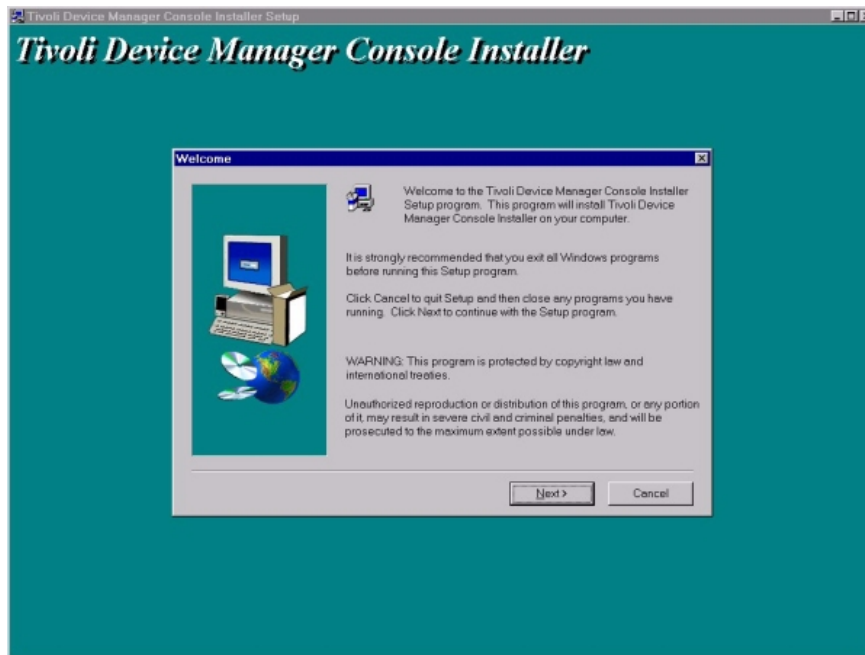 Tivoli Device Manager Console Installer Setup
Tivoli Device Manager Console Installer
Welcome
Welcome to the Tivoli Device Manager Console Installer
Setup program. This program will install Tivoli Device
Manager Console Installer on your computer.
It is strongly recommended that you exit all Windows programs
before running this Setup program.
Click Cancel to quit Setup and then close any programs you have
running. Click Next to continue with the Setup program.
WARNING: This program is protected by copyright law and
international treaties.
Unauthorized reproduction or distribution of this program, or any portion
of it, may result in severe civil and criminal penalties, and will be
prosecuted to the maximum extent possible under law.
Next >
Cancel